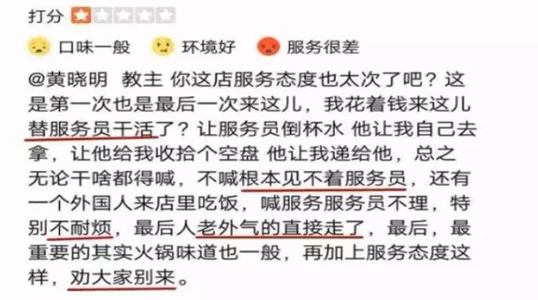 打分
口味一般 环境好 服务很差
@黄晓明 教主 你这店服务态度也太次了吧？这
是第一次也是最后一次来这儿，我花着钱来这儿
替服务员干活了？让服务员倒杯水 他让我自己去
拿，让他给我收拾个空盘 他让我递给他，总之
无论干啥都得喊，不喊根本见不着服务员，还有
一个外国人来店里吃饭，喊服务服务员不理，特
别不耐烦，最后人老外气的直接走了，最后，最
重要的其实火锅味道也一般，再加上服务态度这
样，劝大家别来。